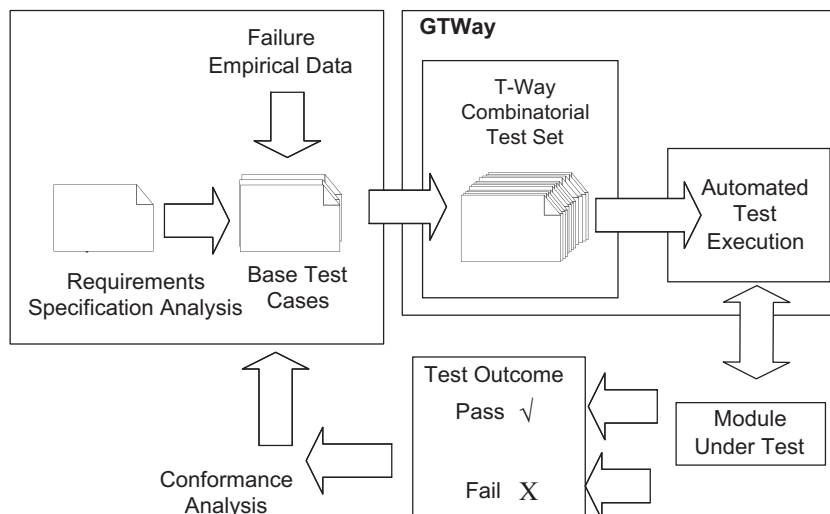 Failure
Empirical Data
Requirements
Specification Analysis
Base Test
Cases
GTWay
T-Way
Combinatorial
Test Set
Automated
Test
Execution
Module
Under Test
Test Outcome
Pass √
Fail X
Conformance
Analysis